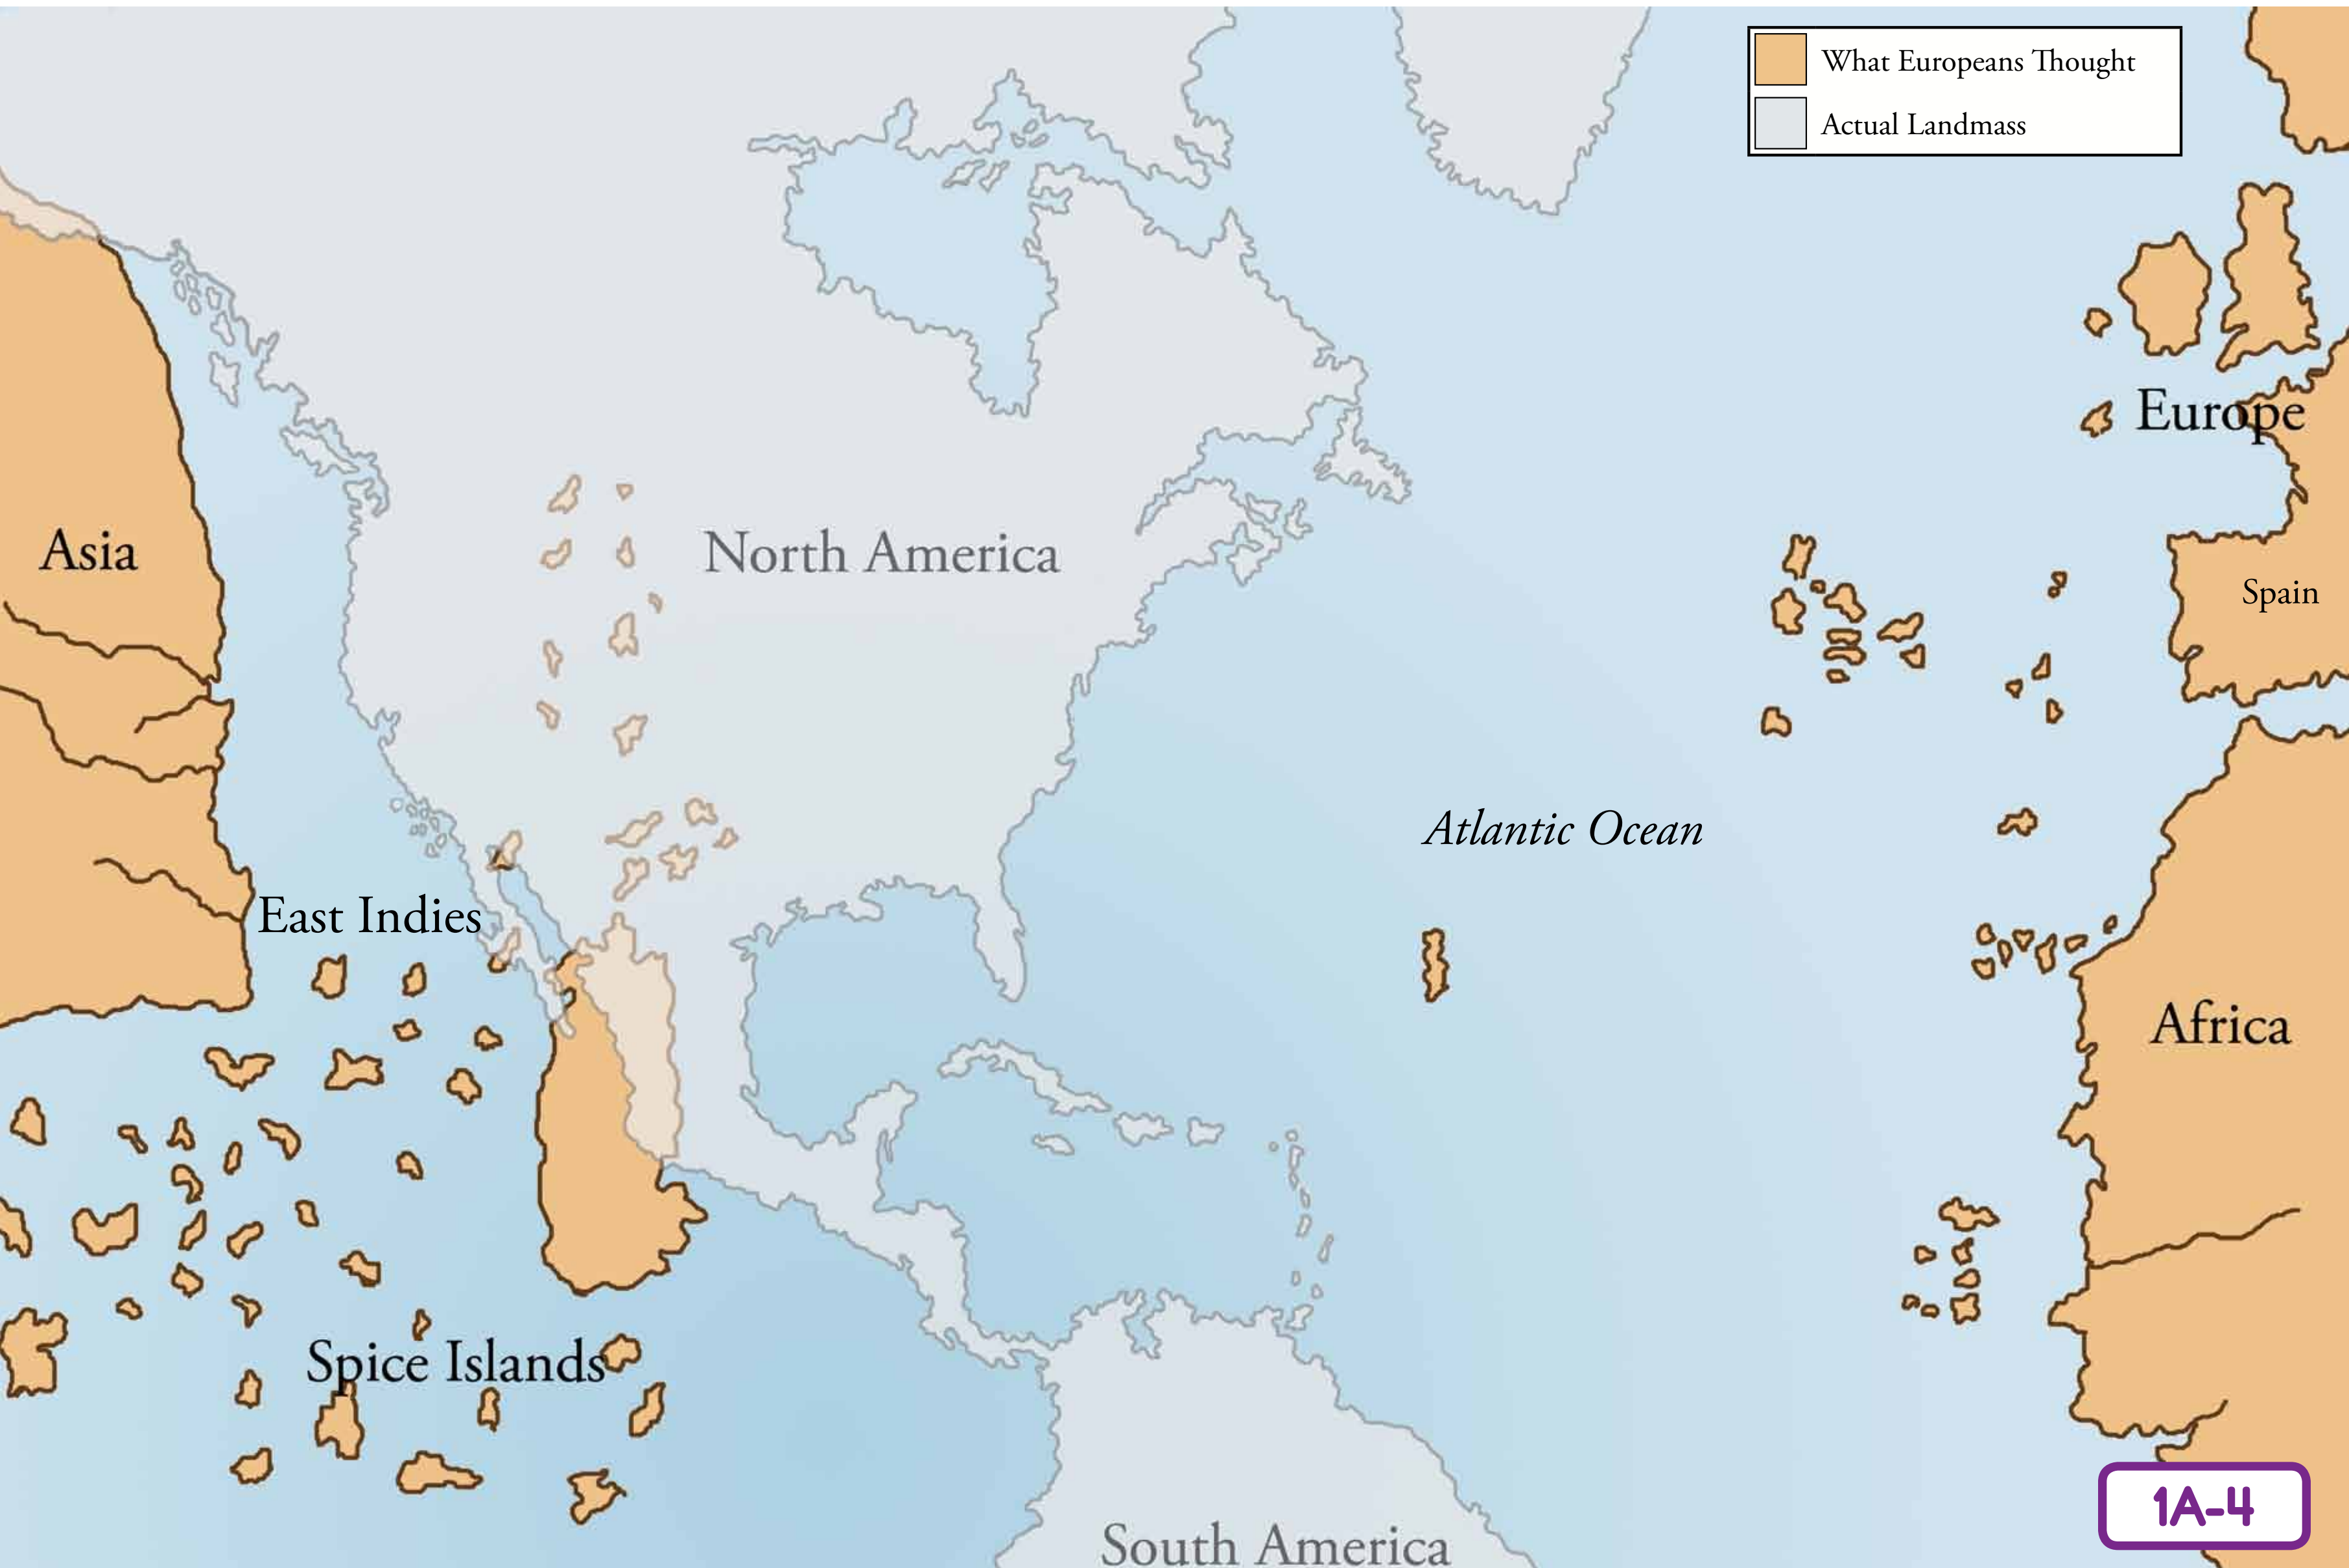 What Europeans Thought
Actual Landmass
Europe
Asia
North America
Spain
Atlantic Ocean
East Indies
Africa
Spice Islands
1A-4
South America